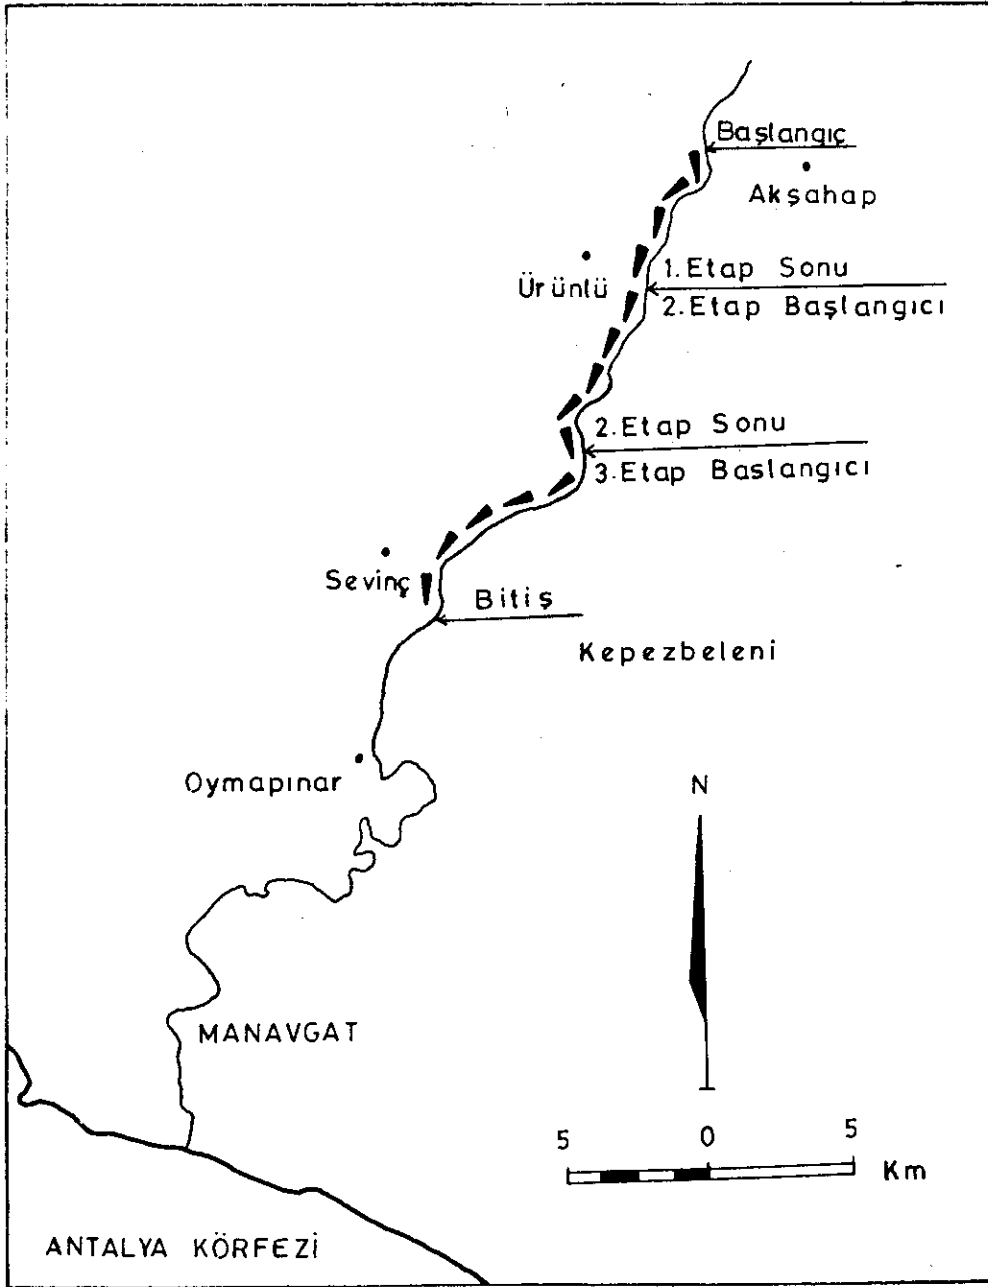 Başlangıç
Akşahap
Ürünlü
1.Etap Sonu
2.Etap Başlangıcı
2.Etap Sonu
3.Etap Baslangıcı
Sevinç
Bitiş
Kepezbeleni
Oymapınar
N
MANAVGAT
5 0 5
Km
ANTALYA KÖRFEZİ